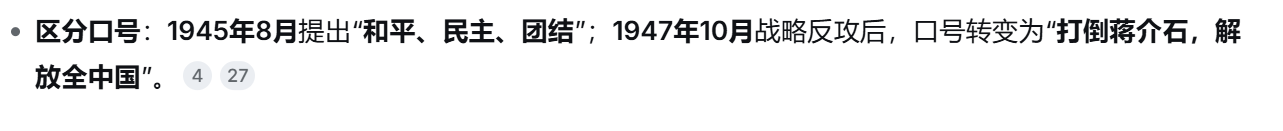 • 区分口号：1945年8月提出“和平、民主、团结”；1947年10月战略反攻后，口号转变为“打倒蒋介石，解
放全中国”。 4 27